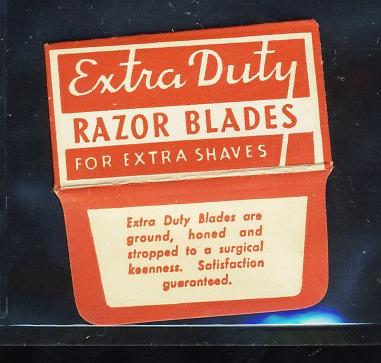 Extra Duty
RAZOR BLADES
FOR EXTRA SHAVES
Extra Duty Blades are
ground, honed and
stropped to a surgical
keenness. Satisfaction
guaranteed.